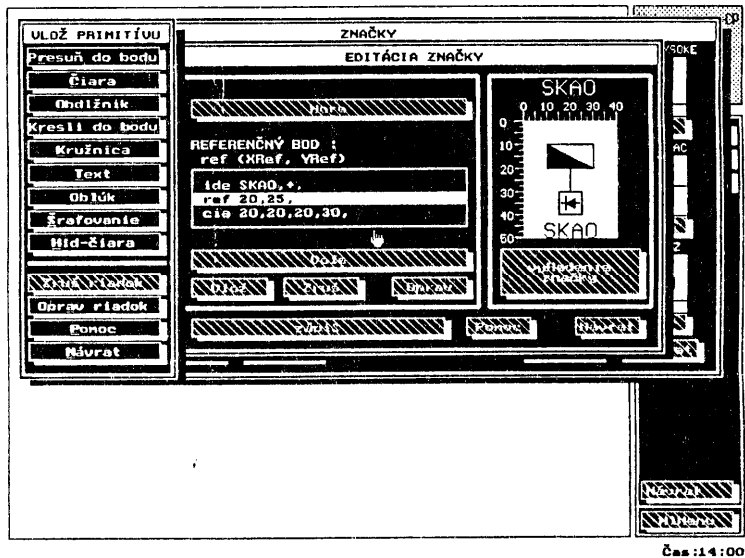 VLOŽ PRIMITÍVU
Presuň do bodu
Čiara
Obdĺžnik
Kresli do bodu
Kružnica
Text
Oblúk
Šrafovanie
Mid-čiara
Zruš riadok
Oprav riadok
Pomoc
Návrat
ZNAČKY
EDITÁCIA ZNAČKY
Hore
REFERENČNÝ BOD :
ref (XRef, YRef)
ide SKAO,+,
ref 20,25,
cia 20,20,20,30,
Dole
Vlož
Zruš
Oprav
Pomoc
Návrat
SKAO
0 10 20 30 40
0
10
20
30
40
50
60
SKAO
značky
Návrat
Čas:14:00